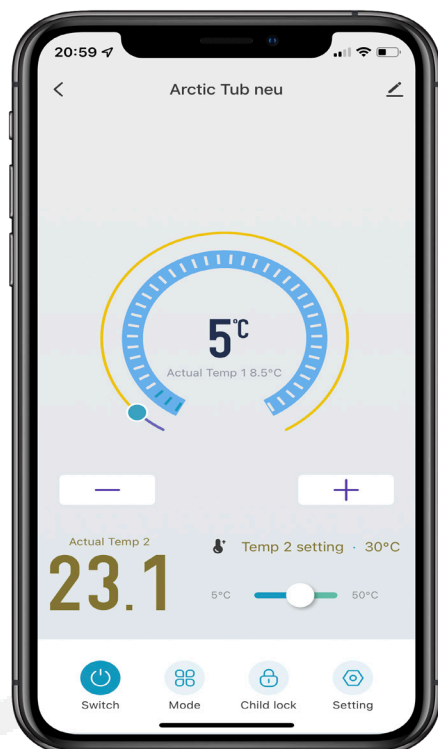 20:59
Arctic Tub neu
5°C
Actual Temp 1 8.5°C
Actual Temp 2
23.1
Temp 2 setting · 30°C
5°C
50°C
Switch
Mode
Child lock
Setting